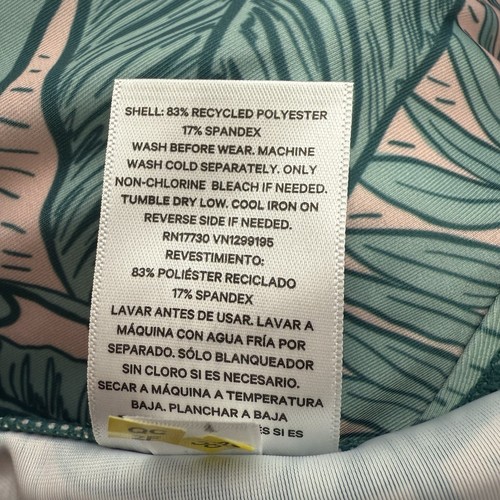 SHELL: 83% RECYCLED POLYESTER
17% SPANDEX
WASH BEFORE WEAR. MACHINE
WASH COLD SEPARATELY. ONLY
NON-CHLORINE BLEACH IF NEEDED.
TUMBLE DRY LOW. COOL IRON ON
REVERSE SIDE IF NEEDED.
RN17730 VN1299195
REVESTIMIENTO:
83% POLIÉSTER RECICLADO
17% SPANDEX
LAVAR ANTES DE USAR. LAVAR A
MÁQUINA CON AGUA FRÍA POR
SEPARADO. SÓLO BLANQUEADOR
SIN CLORO SI ES NECESARIO.
SECAR A MÁQUINA A TEMPERATURA
BAJA. PLANCHAR A BAJA
SI ES
QC